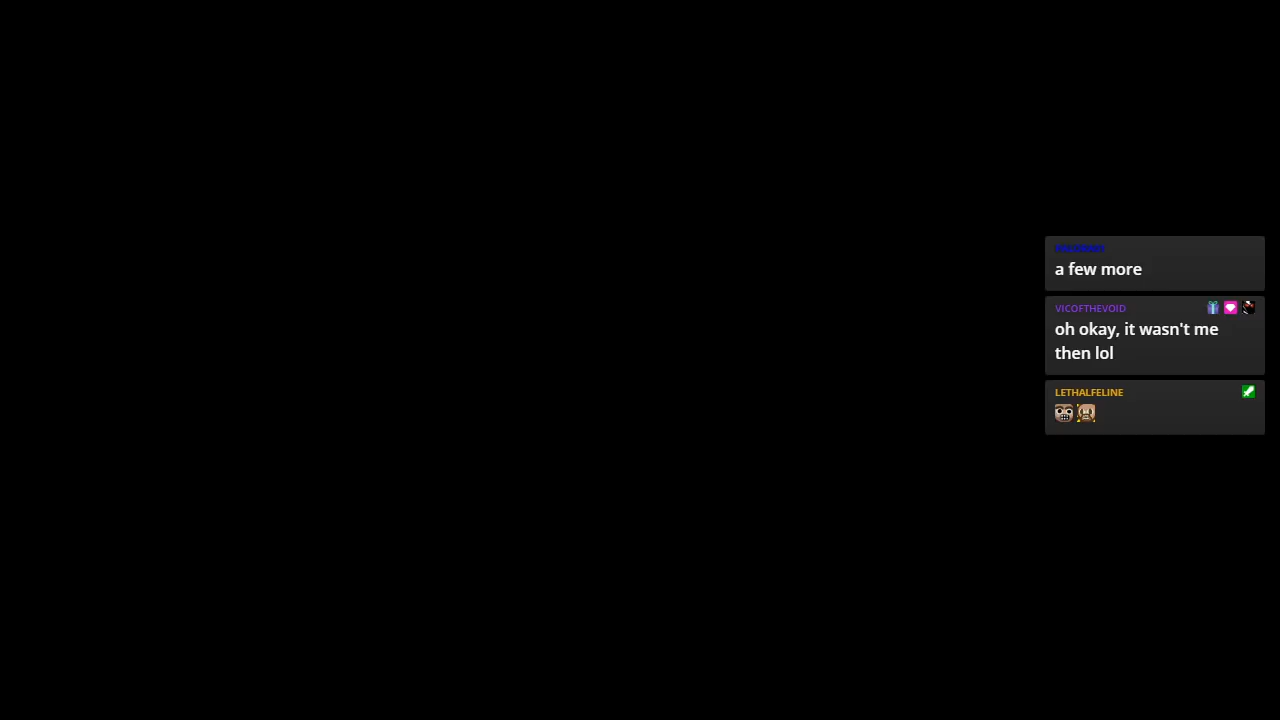 a few more
VICOFTHEVOID
oh okay, it wasn't me
then lol
LETHALFELINE